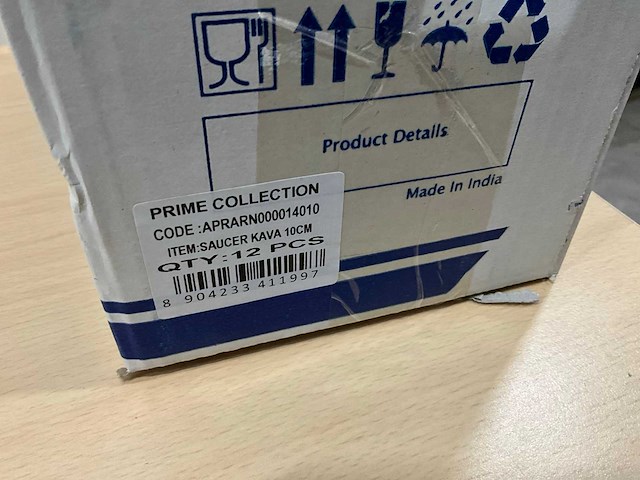 Product Details
Made In India
PRIME COLLECTION
CODE :APRARN000014010
ITEM:SAUCER KAVA 10CM
QTY:12 PCS
8 904233 411997